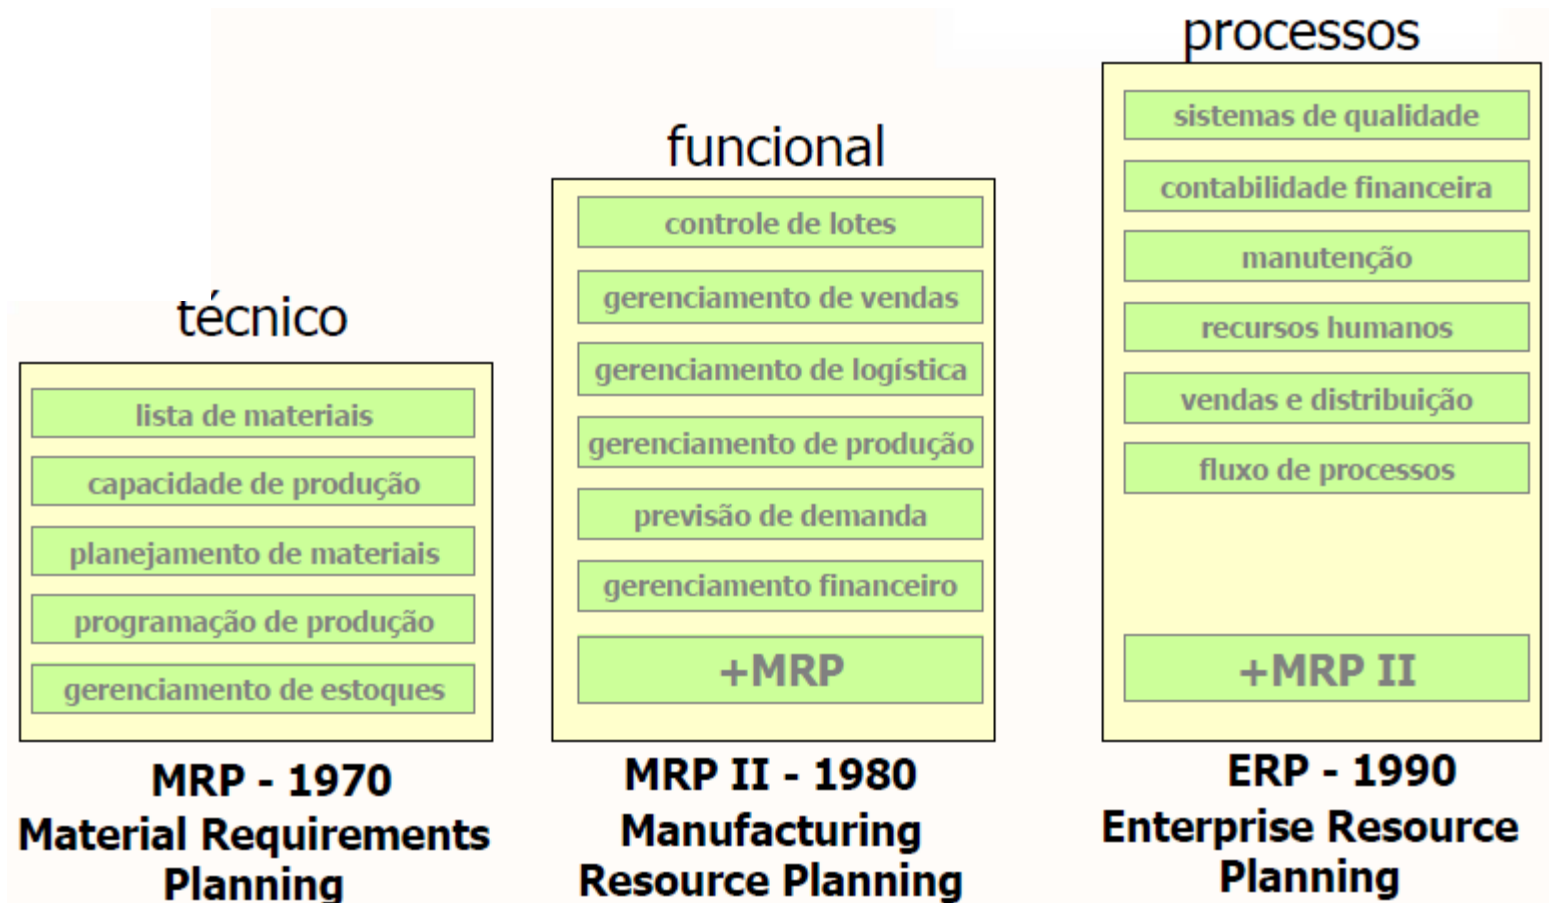 técnico
lista de materiais
capacidade de produção
planejamento de materiais
programação de produção
gerenciamento de estoques
MRP - 1970
Material Requirements
Planning
funcional
controle de lotes
gerenciamento de vendas
gerenciamento de logística
gerenciamento de produção
previsão de demanda
gerenciamento financeiro
+MRP
MRP II - 1980
Manufacturing
Resource Planning
processos
sistemas de qualidade
contabilidade financeira
manutenção
recursos humanos
vendas e distribuição
fluxo de processos
+MRP II
ERP - 1990
Enterprise Resource
Planning